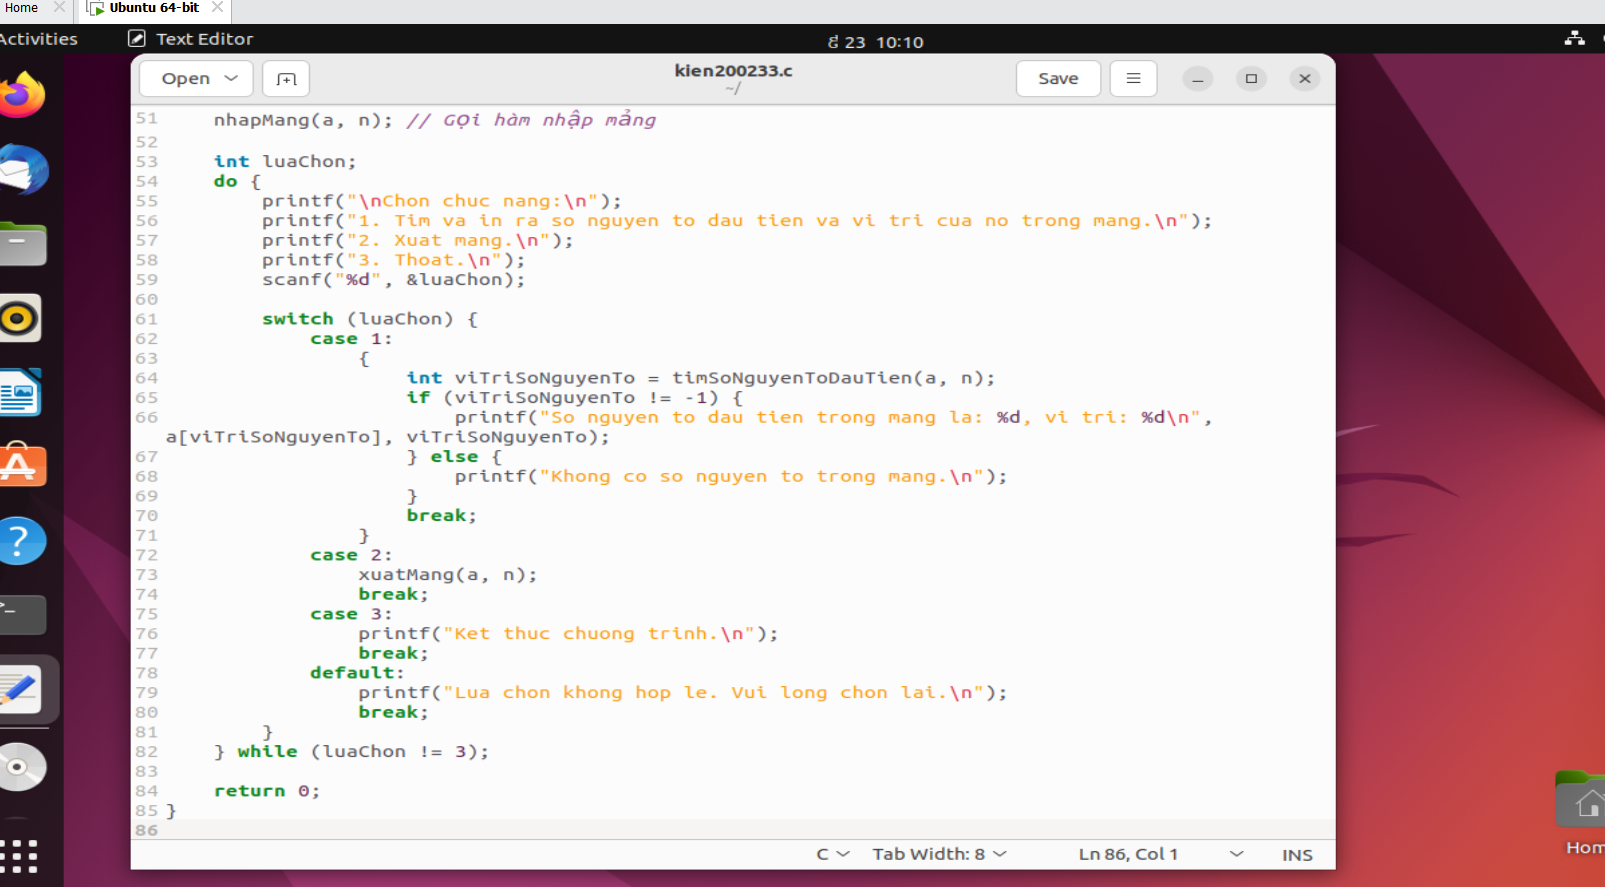 Home
Ubuntu 64-bit
Activities
Text Editor
23 10:10
Open
kien200233.c
~/
Save
51 nhapMang(a, n); // Gọi hàm nhập mảng
52
53 int luaChon;
54 do {
55 printf("\nChon chuc nang:\n");
56 printf("1. Tim va in ra so nguyen to dau tien va vi tri cua no trong mang.\n");
57 printf("2. Xuat mang.\n");
58 printf("3. Thoat.\n");
59 scanf("%d", &luaChon);
60
61 switch (luaChon) {
62 case 1:
63 {
64 int viTriSoNguyenTo = timSoNguyenToDauTien(a, n);
65 if (viTriSoNguyenTo != -1) {
66 printf("So nguyen to dau tien trong mang la: %d, vi tri: %d\n",
a[viTriSoNguyenTo], viTriSoNguyenTo);
67 } else {
68 printf("Khong co so nguyen to trong mang.\n");
69 }
70 break;
71 }
72 case 2:
73 xuatMang(a, n);
74 break;
75 case 3:
76 printf("Ket thuc chuong trinh.\n");
77 break;
78 default:
79 printf("Lua chon khong hop le. Vui long chon lai.\n");
80 break;
81 }
82 } while (luaChon != 3);
83
84 return 0;
85 }
86
C
Tab Width: 8
Ln 86, Col 1
INS